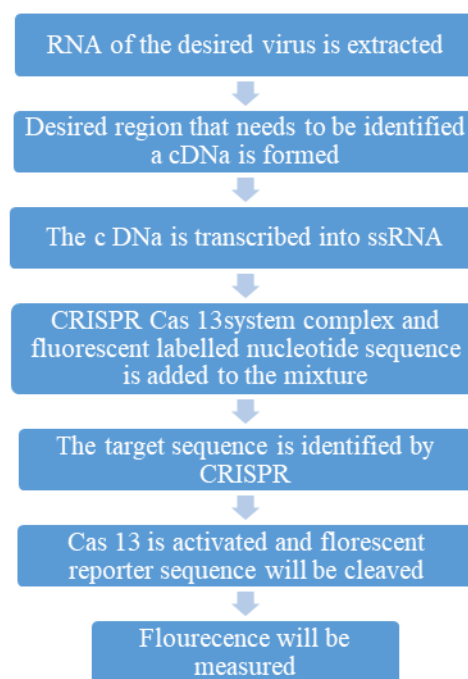 RNA of the desired virus is extracted
Desired region that needs to be identified
a cDNa is formed
The c DNa is transcribed into ssRNA
CRISPR Cas 13system complex and
fluorescent labelled nucleotide sequence
is added to the mixture
The target sequence is identified by
CRISPR
Cas 13 is activated and florescent
reporter sequence will be cleaved
Flourecence will be
measured